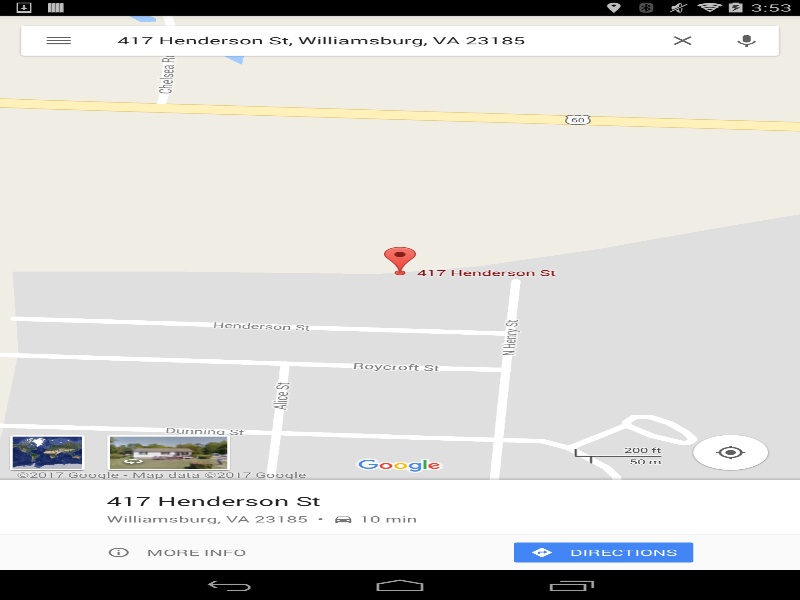 3:53
417 Henderson St, Williamsburg, VA 23185
Chelsea R
60
417 Henderson St
Henderson St
N Henry St
Roycroft St
Alice St
Dunning St
200 ft
50 m
Google
©2017 Google - Map data ©2017 Google
417 Henderson St
Williamsburg, VA 23185 • 10 min
MORE INFO
DIRECTIONS